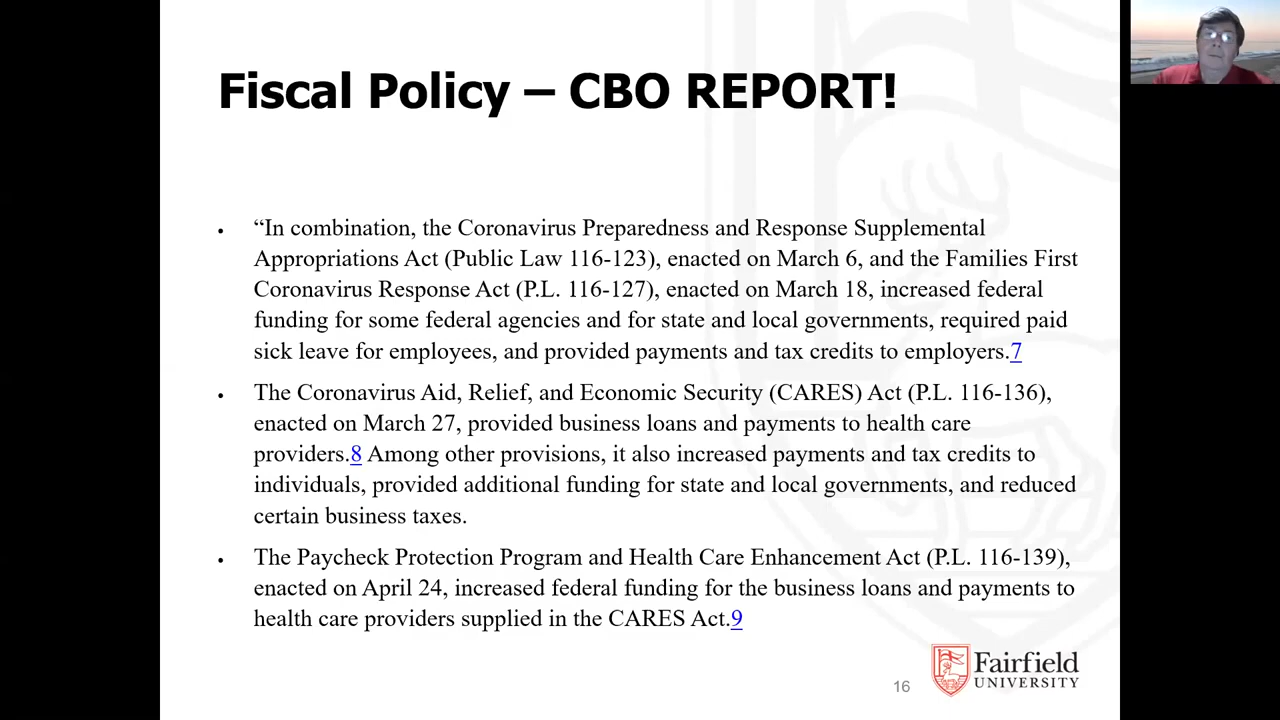 Fiscal Policy – CBO REPORT!
• “In combination, the Coronavirus Preparedness and Response Supplemental
Appropriations Act (Public Law 116-123), enacted on March 6, and the Families First
Coronavirus Response Act (P.L. 116-127), enacted on March 18, increased federal
funding for some federal agencies and for state and local governments, required paid
sick leave for employees, and provided payments and tax credits to employers.7
• The Coronavirus Aid, Relief, and Economic Security (CARES) Act (P.L. 116-136),
enacted on March 27, provided business loans and payments to health care
providers.8 Among other provisions, it also increased payments and tax credits to
individuals, provided additional funding for state and local governments, and reduced
certain business taxes.
• The Paycheck Protection Program and Health Care Enhancement Act (P.L. 116-139),
enacted on April 24, increased federal funding for the business loans and payments to
health care providers supplied in the CARES Act.9
16
Fairfield
UNIVERSITY